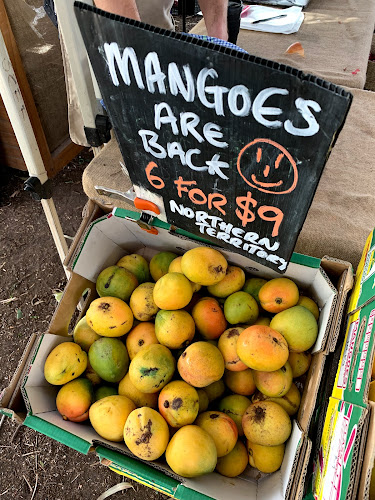 MANGOES
ARE
BACK
6 FOR $9
NORTHERN
TERRITORY